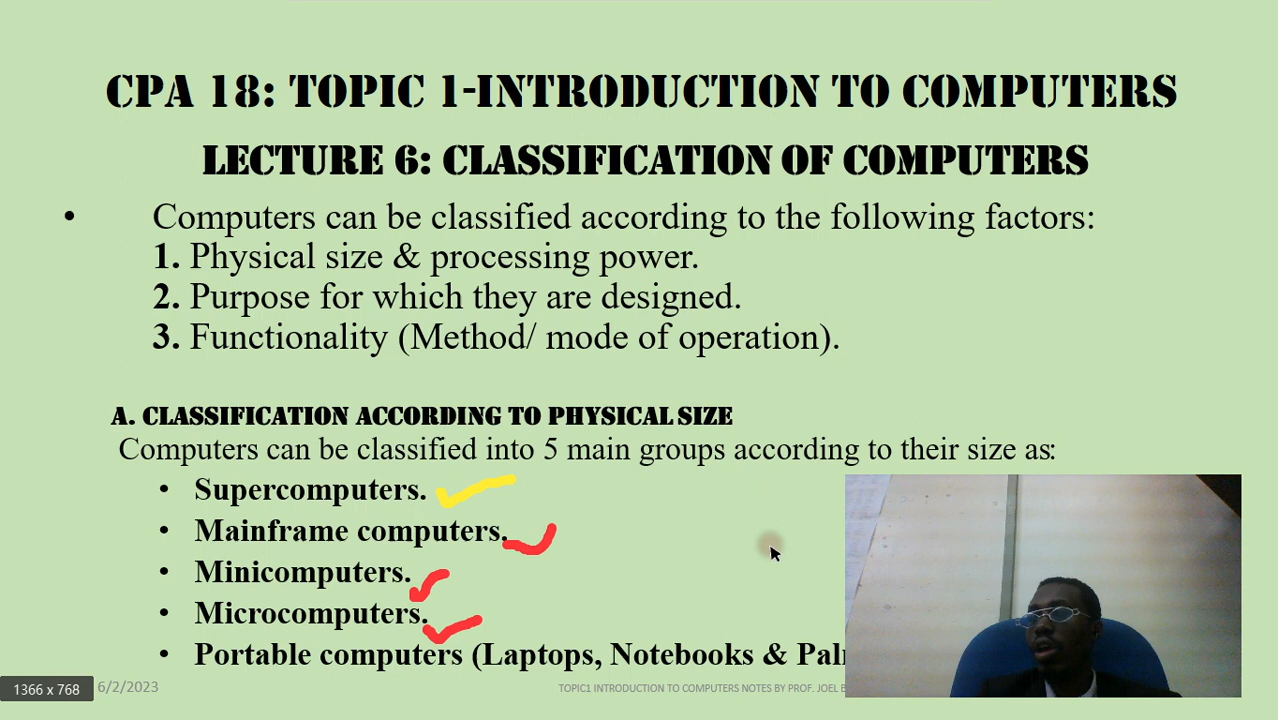 CPA 18: TOPIC 1-INTRODUCTION TO COMPUTERS
LECTURE 6: CLASSIFICATION OF COMPUTERS
• Computers can be classified according to the following factors:
1. Physical size & processing power.
2. Purpose for which they are designed.
3. Functionality (Method/ mode of operation).
A. CLASSIFICATION ACCORDING TO PHYSICAL SIZE
Computers can be classified into 5 main groups according to their size as:
• Supercomputers.
• Mainframe computers.
• Minicomputers.
• Microcomputers.
• Portable computers (Laptops, Notebooks &
1366 x 768
6/2/2023
TOPIC1 INTRODUCTION TO COMPUTERS NOTES BY PROF. JOEL